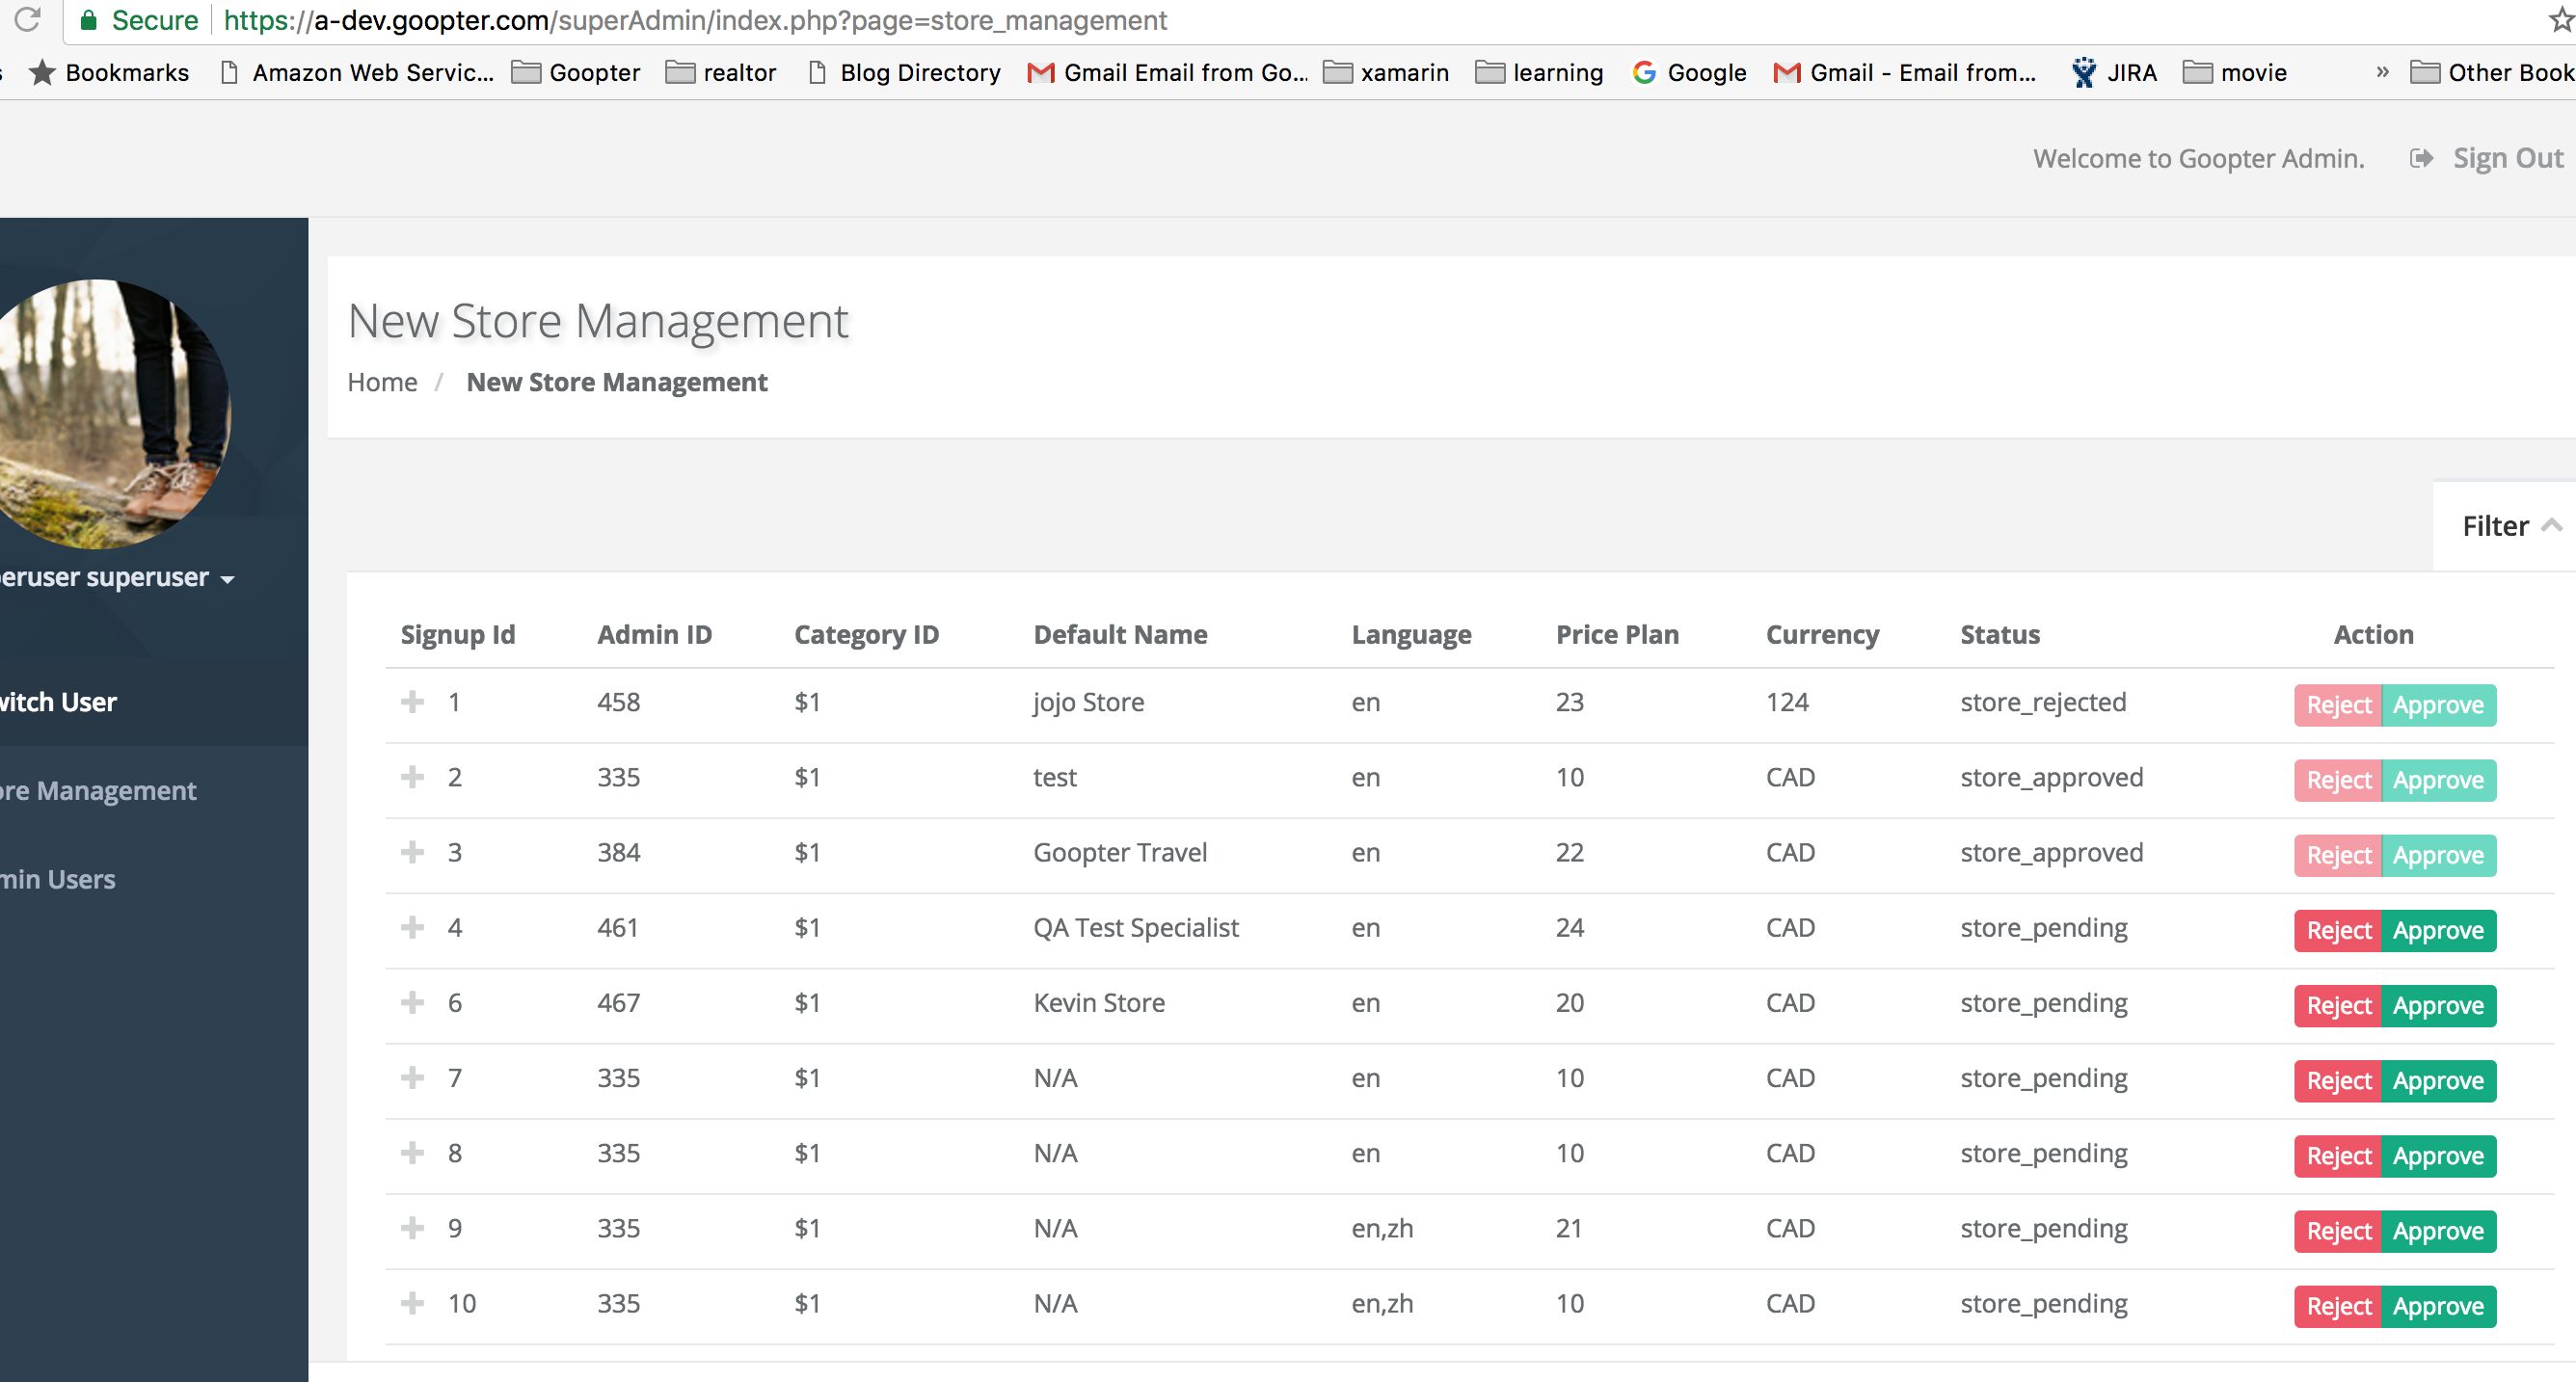 Secure https://a-dev.goopter.com/superAdmin/index.php?page=store_management
s Bookmarks Amazon Web Servic... Goopter realtor Blog Directory Gmail Email from Go... xamarin learning Google Gmail - Email from... JIRA movie » Other Book
Welcome to Goopter Admin. Sign Out
New Store Management
Home / New Store Management
Filter
eruser superuser
witch User
ore Management
min Users
Signup Id Admin ID Category ID Default Name Language Price Plan Currency Status Action
1 458 $1 jojo Store en 23 124 store_rejected Reject Approve
2 335 $1 test en 10 CAD store_approved Reject Approve
3 384 $1 Goopter Travel en 22 CAD store_approved Reject Approve
4 461 $1 QA Test Specialist en 24 CAD store_pending Reject Approve
6 467 $1 Kevin Store en 20 CAD store_pending Reject Approve
7 335 $1 N/A en 10 CAD store_pending Reject Approve
8 335 $1 N/A en 10 CAD store_pending Reject Approve
9 335 $1 N/A en,zh 21 CAD store_pending Reject Approve
10 335 $1 N/A en,zh 10 CAD store_pending Reject Approve